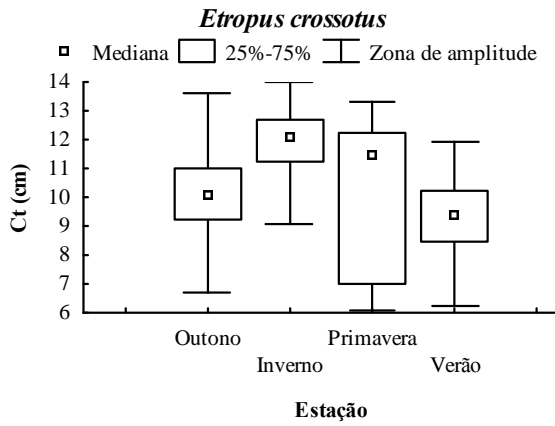 Etropus crossotus
Mediana 25%-75% Zona de amplitude
Ct (cm)
14
13
12
11
10
9
8
7
6
Outono Primavera
Inverno Verão
Estação